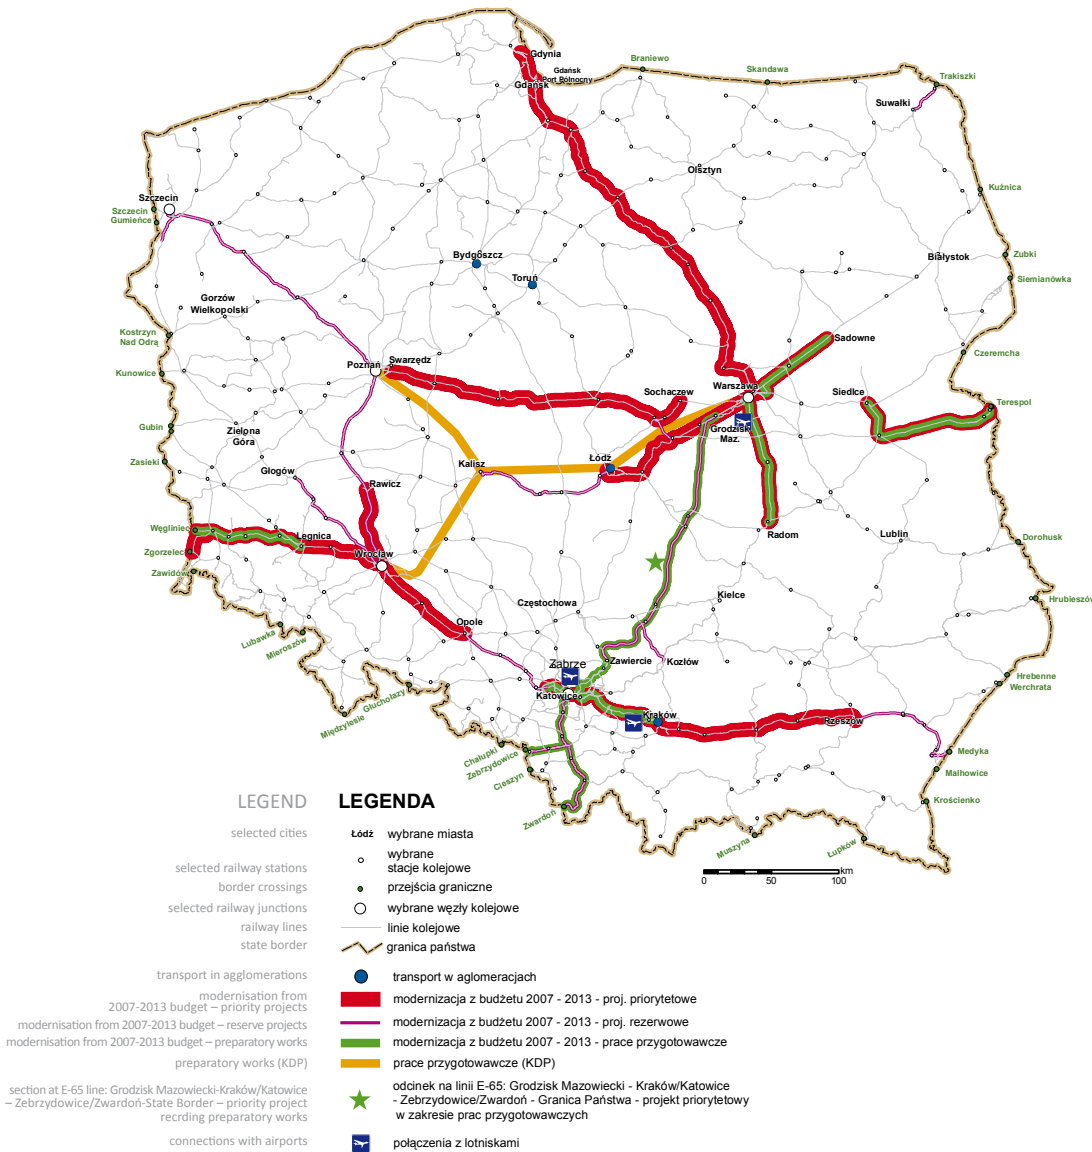 Gdynia
Gdańsk
Port Północny
Gdańsk
Braniewo
Skandawa
Trakiszki
Suwałki
Olsztyn
Kuźnica
Szczecin
Szczecin
Gumieńce
Bydgoszcz
Toruń
Białystok
Zubki
Siemianówka
Gorzów
Wielkopolski
Kostrzyn
Nad Odrą
Sadowne
Czeremcha
Kunowice
Poznań
Swarzędz
Sochaczew
Warszawa
Siedlce
Terespol
Gubin
Zielona
Góra
Grodzisk
Maz.
Zasieki
Głogów
Kalisz
Łódź
Rawicz
Węgliniec
Legnica
Radom
Lublin
Zgorzelec
Wrocław
Dorohusk
Zawidów
Częstochowa
Kielce
Hrubieszów
Lubawka
Mieroszów
Opole
Zabrze
Zawiercie
Kozłów
Hrebenne
Werchrata
Katowice
Międzylesie
Głuchołazy
Kraków
Rzeszów
Chałupki
Zebrzydowice
Cieszyn
Medyka
Malhowice
Zwardoń
Krościenko
Muszyna
Łupków
km
0
50
100
LEGEND LEGENDA
selected cities Łódź wybrane miasta
wybrane
selected railway stations stacje kolejowe
border crossings przejścia graniczne
selected railway junctions wybrane węzły kolejowe
railway lines linie kolejowe
state border granica państwa
transport in agglomerations transport w aglomeracjach
modernisation from
2007-2013 budget – priority projects modernizacja z budżetu 2007 - 2013 - proj. priorytetowe
modernisation from 2007-2013 budget – reserve projects modernizacja z budżetu 2007 - 2013 - proj. rezerwowe
modernisation from 2007-2013 budget – preparatory works modernizacja z budżetu 2007 - 2013 - prace przygotowawcze
preparatory works (KDP) prace przygotowawcze (KDP)
section at E-65 line: Grodzisk Mazowiecki-Kraków/Katowice odcinek na linii E-65: Grodzisk Mazowiecki - Kraków/Katowice
– Zebrzydowice/Zwardoń-State Border – priority project - Zebrzydowice/Zwardoń - Granica Państwa - projekt priorytetowy
recrding preparatory works w zakresie prac przygotowawczych
connections with airports połączenia z lotniskami